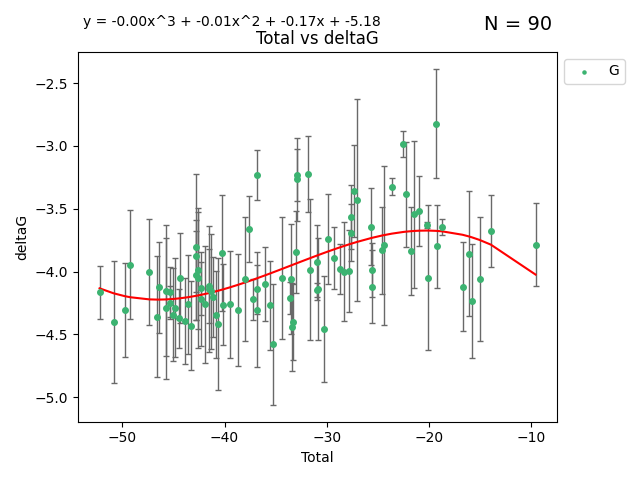 y = -0.00x^3 + -0.01x^2 + -0.17x + -5.18
N = 90
Total vs deltaG
G
deltaG
−2.5
−3.0
−3.5
−4.0
−4.5
−5.0
−50
−40
−30
−20
−10
Total